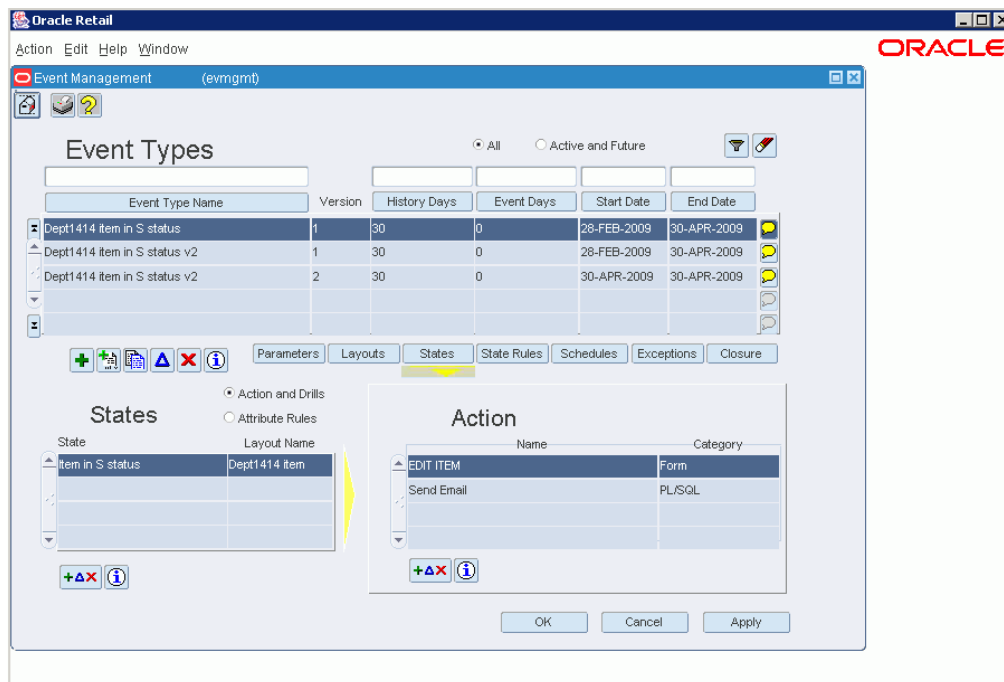 Oracle Retail
Action Edit Help Window
ORACLE
Event Management (evmgmt)
Event Types
All Active and Future
Event Type Name Version History Days Event Days Start Date End Date
Dept1414 item in S status 1 30 0 28-FEB-2009 30-APR-2009
Dept1414 item in S status v2 1 30 0 28-FEB-2009 30-APR-2009
Dept1414 item in S status v2 2 30 0 30-APR-2009 30-APR-2009
Parameters Layouts States State Rules Schedules Exceptions Closure
States
Action and Drills
Attribute Rules
State Layout Name
Item in S status Dept1414 item
Action
Name Category
EDIT ITEM Form
Send Email PL/SQL
OK Cancel Apply